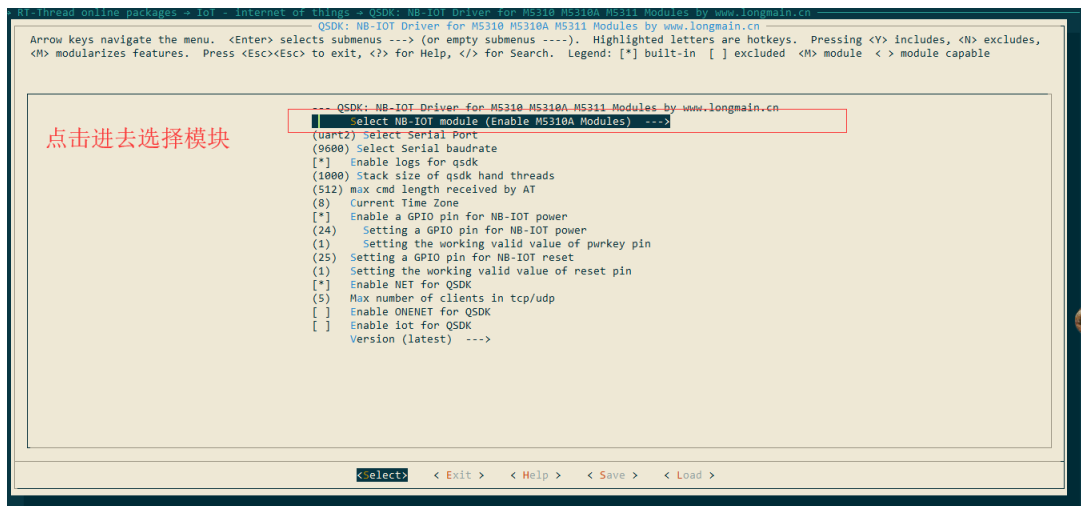 > RT-Thread online packages → IoT - internet of things → QSDK: NB-IOT Driver for M5310 M5310A M5311 Modules by www.longmain.cn
QSDK: NB-IOT Driver for M5310 M5310A M5311 Modules by www.longmain.cn
Arrow keys navigate the menu. <Enter> selects submenus ---> (or empty submenus ----). Highlighted letters are hotkeys. Pressing <Y> includes, <N> excludes,
<M> modularizes features. Press <Esc><Esc> to exit, <?> for Help, </> for Search. Legend: [*] built-in [ ] excluded <M> module < > module capable
--- QSDK: NB-IOT Driver for M5310 M5310A M5311 Modules by www.longmain.cn
Select NB-IOT module (Enable M5310A Modules) --->
点击进去选择模块
(uart2) Select Serial Port
(9600) Select Serial baudrate
[*] Enable logs for qsdk
(1000) Stack size of qsdk hand threads
(512) max cmd length received by AT
(8) Current Time Zone
[*] Enable a GPIO pin for NB-IOT power
(24) Setting a GPIO pin for NB-IOT power
(1) Setting the working valid value of pwrkey pin
(25) Setting a GPIO pin for NB-IOT reset
(1) Setting the working valid value of reset pin
[*] Enable NET for QSDK
(5) Max number of clients in tcp/udp
[ ] Enable ONENET for QSDK
[ ] Enable iot for QSDK
Version (latest) --->
<Select> < Exit > < Help > < Save > < Load >